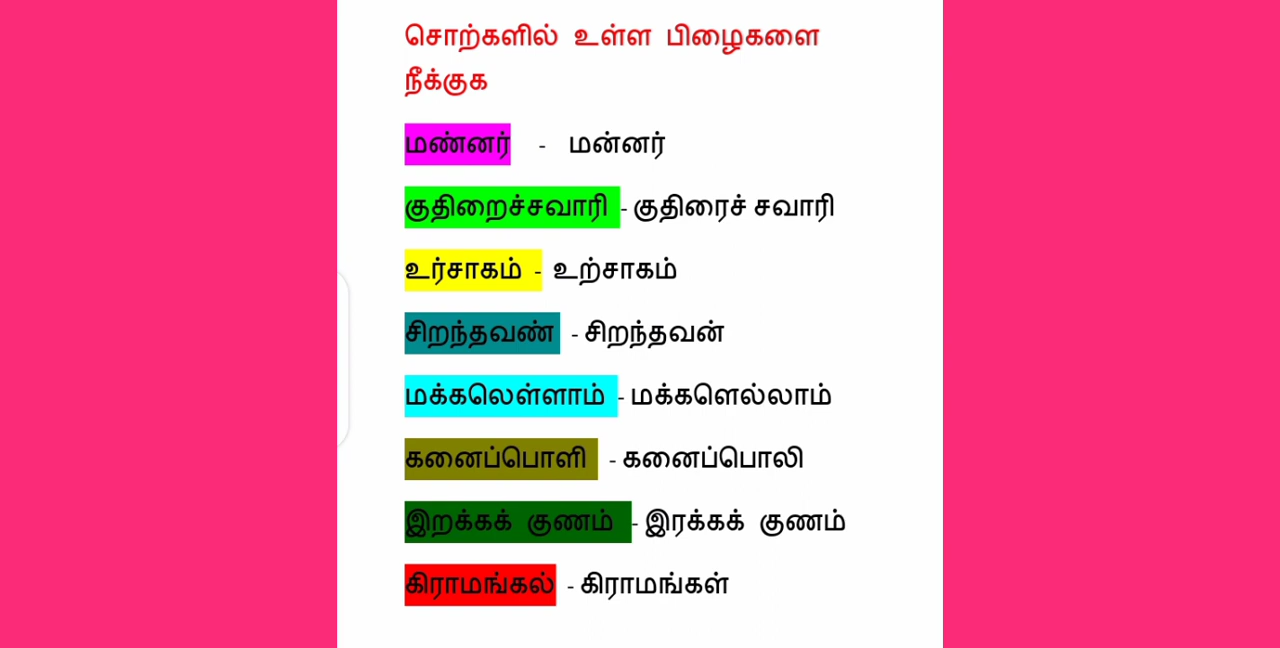 சொற்களில் உள்ள பிழைகளை
நீக்குக
மண்னர் - மன்னர்
குதிறைச்சவாரி - குதிரைச் சவாரி
உர்சாகம் - உற்சாகம்
சிறந்தவண் - சிறந்தவன்
மக்கலெள்ளாம் - மக்களெல்லாம்
கனைப்பொளி - கனைப்பொலி
இறக்கக் குணம் - இரக்கக் குணம்
கிராமங்கல் - கிராமங்கள்